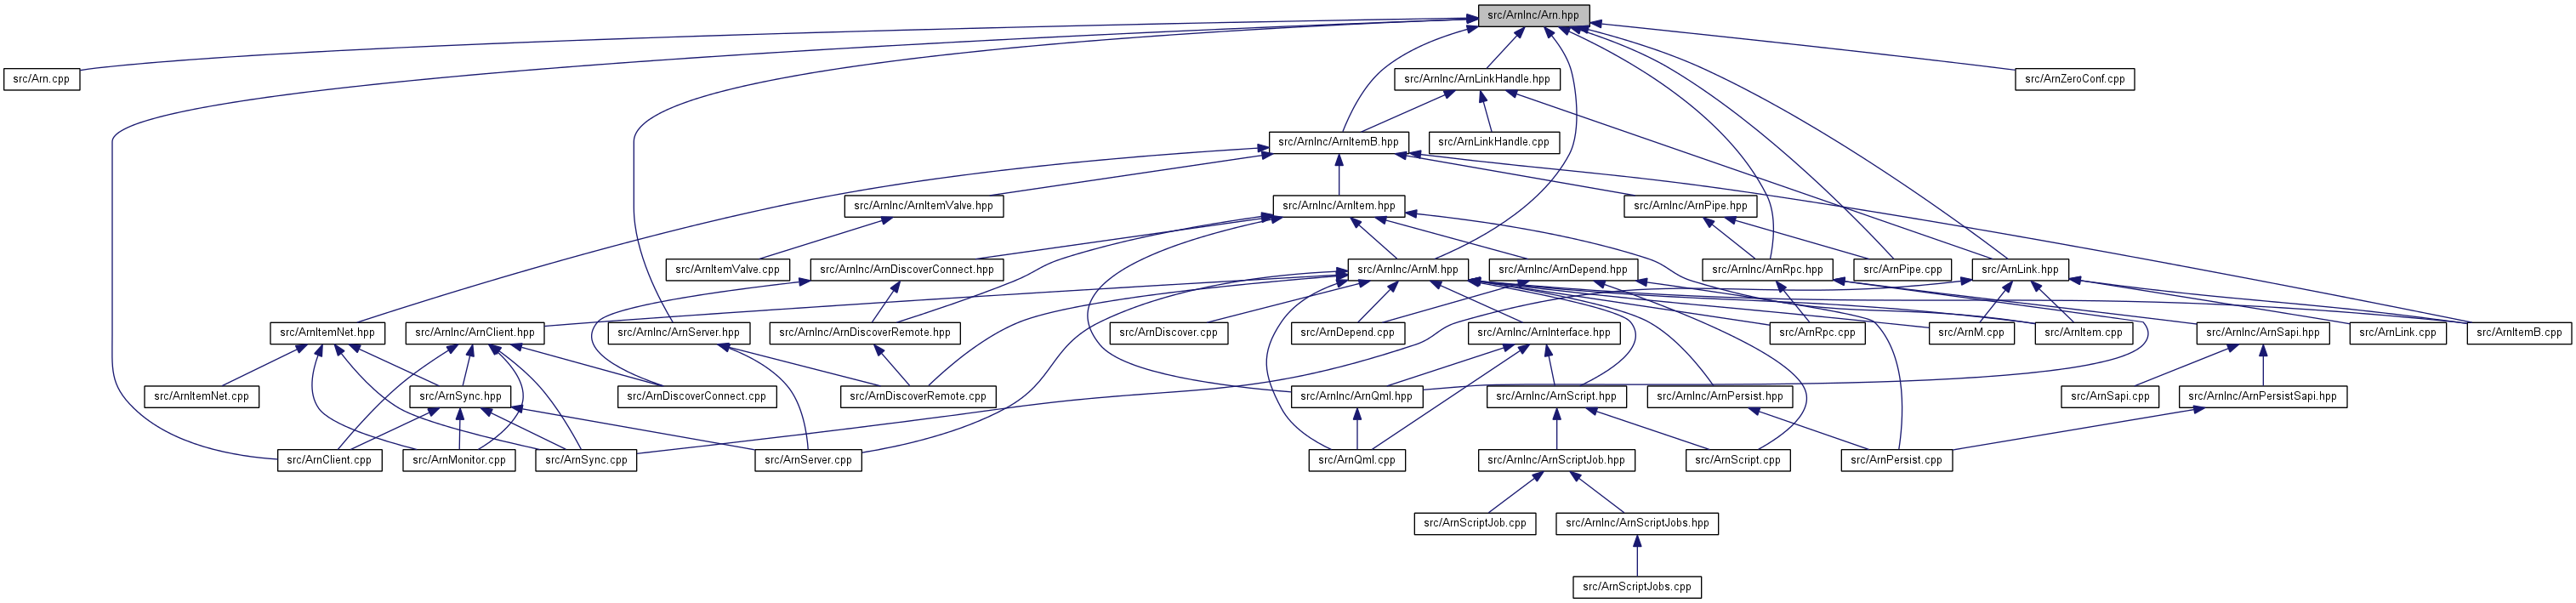 src/ArnInc/Arn.hpp
src/Arn.cpp
src/ArnInc/ArnLinkHandle.hpp
src/ArnZeroConf.cpp
src/ArnInc/ArnItemB.hpp
src/ArnLinkHandle.cpp
src/ArnInc/ArnItemValve.hpp
src/ArnInc/ArnItem.hpp
src/ArnInc/ArnPipe.hpp
src/ArnItemValve.cpp
src/ArnInc/ArnDiscoverConnect.hpp
src/ArnInc/ArnM.hpp
src/ArnInc/ArnDepend.hpp
src/ArnInc/ArnRpc.hpp
src/ArnPipe.cpp
src/ArnLink.hpp
src/ArnItemNet.hpp
src/ArnInc/ArnClient.hpp
src/ArnInc/ArnServer.hpp
src/ArnInc/ArnDiscoverRemote.hpp
src/ArnDiscover.cpp
src/ArnInc/ArnInterface.hpp
src/ArnDepend.cpp
src/ArnRpc.cpp
src/ArnM.cpp
src/ArnItem.cpp
src/ArnInc/ArnSapi.hpp
src/ArnLink.cpp
src/ArnItemB.cpp
src/ArnItemNet.cpp
src/ArnSync.hpp
src/ArnDiscoverConnect.cpp
src/ArnDiscoverRemote.cpp
src/ArnInc/ArnQml.hpp
src/ArnInc/ArnScript.hpp
src/ArnInc/ArnPersist.hpp
src/ArnSapi.cpp
src/ArnInc/ArnPersistSapi.hpp
src/ArnClient.cpp
src/ArnMonitor.cpp
src/ArnSync.cpp
src/ArnServer.cpp
src/ArnQml.cpp
src/ArnInc/ArnScriptJob.hpp
src/ArnScript.cpp
src/ArnPersist.cpp
src/ArnScriptJob.cpp
src/ArnInc/ArnScriptJobs.hpp
src/ArnScriptJobs.cpp